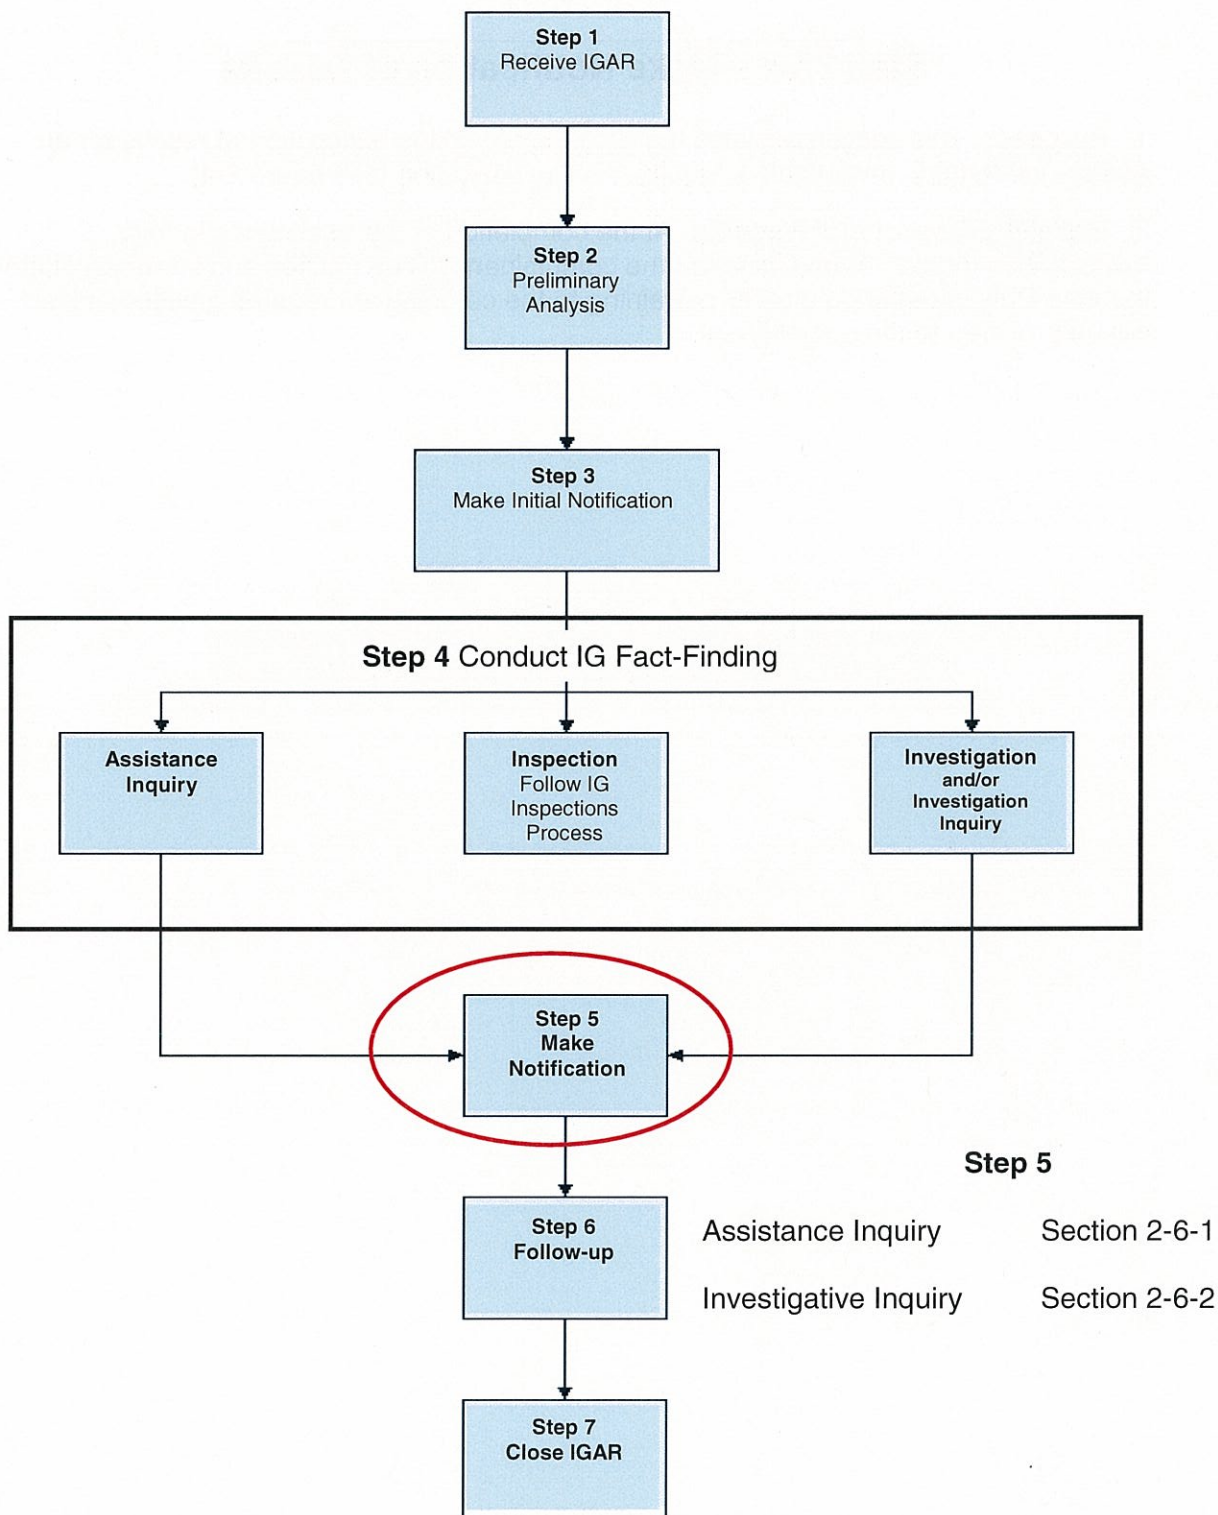 Step 1
Receive IGAR
Step 2
Preliminary
Analysis
Step 3
Make Initial Notification
Step 4 Conduct IG Fact-Finding
Assistance
Inquiry
Inspection
Follow IG
Inspections
Process
Investigation
and/or
Investigation
Inquiry
Step 5
Make
Notification
Step 5
Step 6
Follow-up
Assistance Inquiry Section 2-6-1
Investigative Inquiry Section 2-6-2
Step 7
Close IGAR